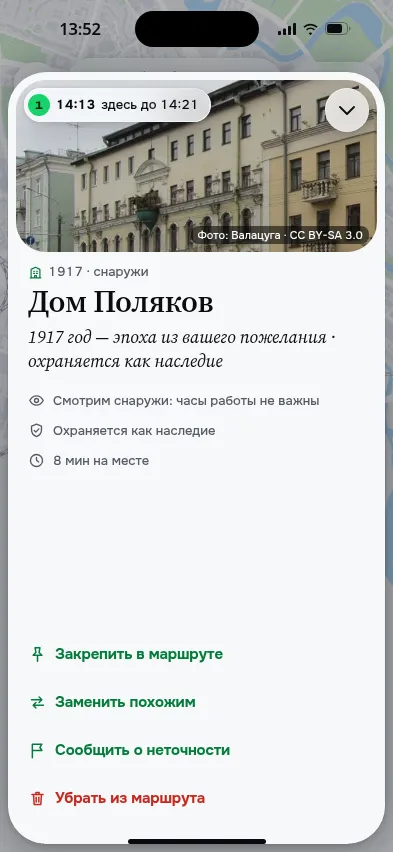 13:52
1 14:13 здесь до 14:21
Фото: Валацуга · CC BY-SA 3.0
1917 · снаружи
Дом Поляков
1917 год — эпоха из вашего пожелания ·
охраняется как наследие
Смотрим снаружи: часы работы не важны
Охраняется как наследие
8 мин на месте
Закрепить в маршруте
Заменить похожим
Сообщить о неточности
Убрать из маршрута